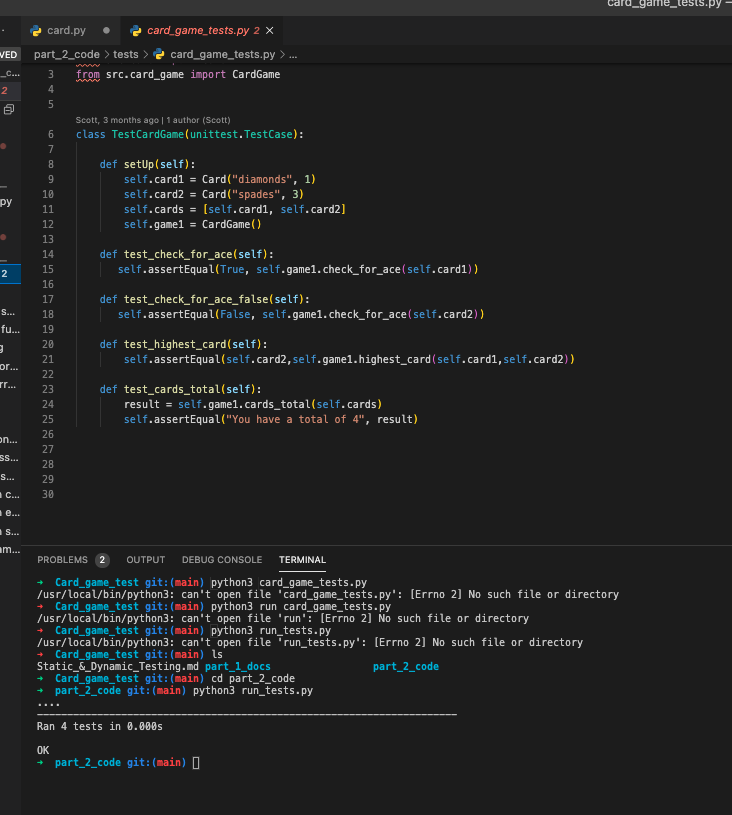 card_game_tests.py —
card.py
card_game_tests.py 2
part_2_code > tests > card_game_tests.py > ...
VED
_c...
2
py
2
s...
fu...
g
or...
rr...
on...
ss...
s...
n c...
n e...
n s...
am...
3 from src.card_game import CardGame
4
5
Scott, 3 months ago | 1 author (Scott)
6 class TestCardGame(unittest.TestCase):
7
8 def setUp(self):
9 self.card1 = Card("diamonds", 1)
10 self.card2 = Card("spades", 3)
11 self.cards = [self.card1, self.card2]
12 self.game1 = CardGame()
13
14 def test_check_for_ace(self):
15 self.assertEqual(True, self.game1.check_for_ace(self.card1))
16
17 def test_check_for_ace_false(self):
18 self.assertEqual(False, self.game1.check_for_ace(self.card2))
19
20 def test_highest_card(self):
21 self.assertEqual(self.card2,self.game1.highest_card(self.card1,self.card2))
22
23 def test_cards_total(self):
24 result = self.game1.cards_total(self.cards)
25 self.assertEqual("You have a total of 4", result)
26
27
28
29
30
PROBLEMS 2 OUTPUT DEBUG CONSOLE TERMINAL
→ Card_game_test git:(main) python3 card_game_tests.py
/usr/local/bin/python3: can't open file 'card_game_tests.py': [Errno 2] No such file or directory
→ Card_game_test git:(main) python3 run card_game_tests.py
/usr/local/bin/python3: can't open file 'run': [Errno 2] No such file or directory
→ Card_game_test git:(main) python3 run_tests.py
/usr/local/bin/python3: can't open file 'run_tests.py': [Errno 2] No such file or directory
→ Card_game_test git:(main) ls
Static_&_Dynamic_Testing.md part_1_docs part_2_code
→ Card_game_test git:(main) cd part_2_code
→ part_2_code git:(main) python3 run_tests.py
....
----------------------------------------------------------------------
Ran 4 tests in 0.000s
OK
→ part_2_code git:(main)